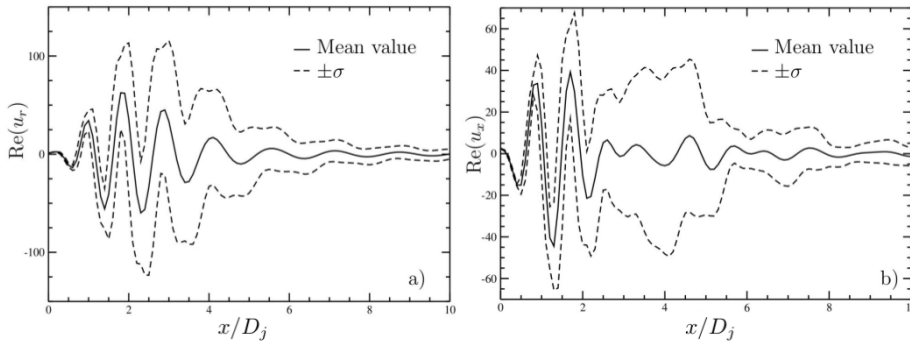 Mean value
±σ
100
0
-100
Re(u_r)
0 2 4 6 8 10
x/D_j
a)
Mean value
±σ
60
40
20
0
-20
-40
-60
Re(u_x)
0 2 4 6 8 10
x/D_j
b)